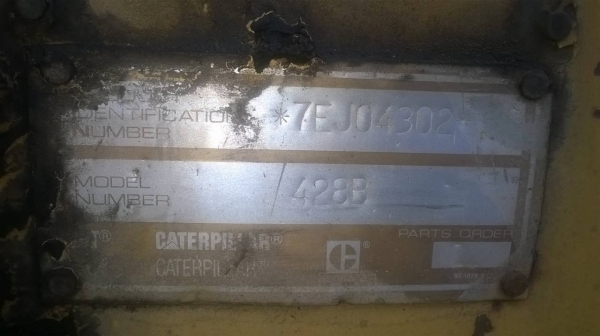 IDENTIFICATION
NUMBER *7EJ04302
MODEL
NUMBER /428B
CATERPILLAR® C® PARTS ORDER
CATERPILLAR